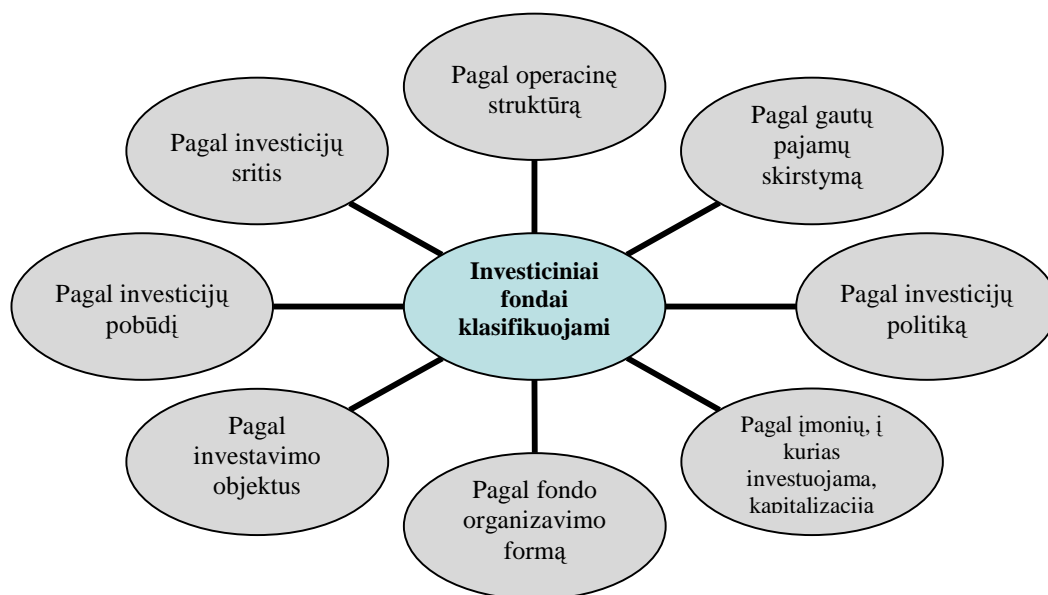 Pagal operacinę
struktūrą
Pagal gautų
pajamų
skirstymą
Pagal investicijų
politiką
Pagal įmonių, į
kurias
investuojama,
kapitalizaciją
Pagal fondo
organizavimo
formą
Pagal
investavimo
objektus
Pagal investicijų
pobūdį
Pagal investicijų
sritis
Investiciniai
fondai
klasifikuojami